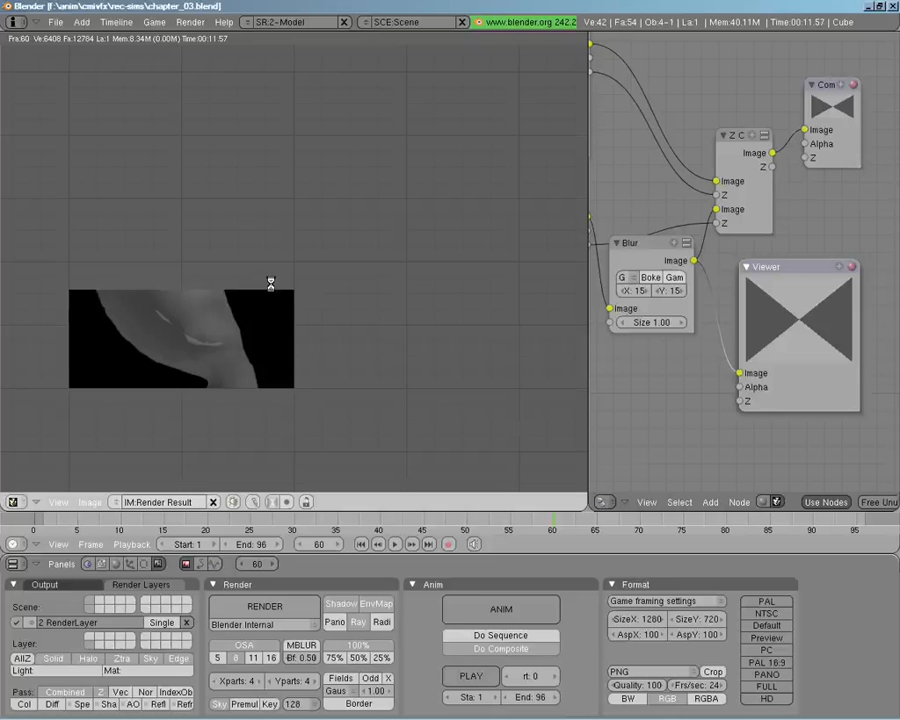 Blender [f:\anim\cmivfx\rec-sims\chapter_03.blend]
File Add Timeline Game Render Help SR:2-Model SCE:Scene www.blender.org 242.2 Ve:42 | Fa:54 | Ob:4-1 | La:1 | Mem:40.11M | Time:00:11.57 | Cube
Fra:60 Ve:6408 Fa:12784 La:1 Mem:8.34M (0.00M) Time:00:11.57
Com
Image
Alpha
Z
Z C
Image
Z
Image
Z
Image
Z
Blur
Image
G Boke Gam
X: 15 Y: 15
Image
Size 1.00
Viewer
Image
Alpha
Z
View Image IM:Render Result
View Select Add Node Use Nodes Free Unu
0 5 10 15 20 25 30 35 40 45 50 55 60 65 70 75 80 85 90 95
View Frame Playback Start: 1 End: 96 60
Panels 60
Output Render Layers
Scene:
2 RenderLayer Single
Layer:
AllZ Solid Halo Ztra Sky Edge
Light: Mat:
Pass: Combined Z Vec Nor IndexOb
Col Diff Spe Sha AO Refl Refr
Render
RENDER
Blender Internal
Shadow EnvMap
Pano Ray Radi
OSA MBLUR 100%
5 8 11 16 Bf: 0.50 75% 50% 25%
Xparts: 4 Yparts: 4 Fields Odd X
Gaus 1.00
Sky Premul Key 128 Border
Anim
ANIM
Do Sequence
Do Composite
PLAY rt: 0
Sta: 1 End: 96
Format
Game framing settings
SizeX: 1280 SizeY: 720
AspX: 100 AspY: 100
PNG Crop
Quality: 100 Frs/sec: 24
BW RGB RGBA
PAL
NTSC
Default
Preview
PC
PAL 16:9
PANO
FULL
HD